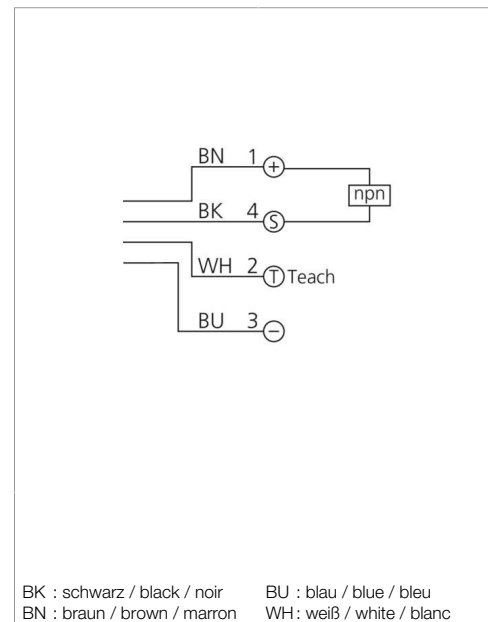 BN 1 +
npn
BK 4 S
WH 2 T Teach
BU 3 −
BK : schwarz / black / noir BU : blau / blue / bleu
BN : braun / brown / marron WH : weiß / white / blanc